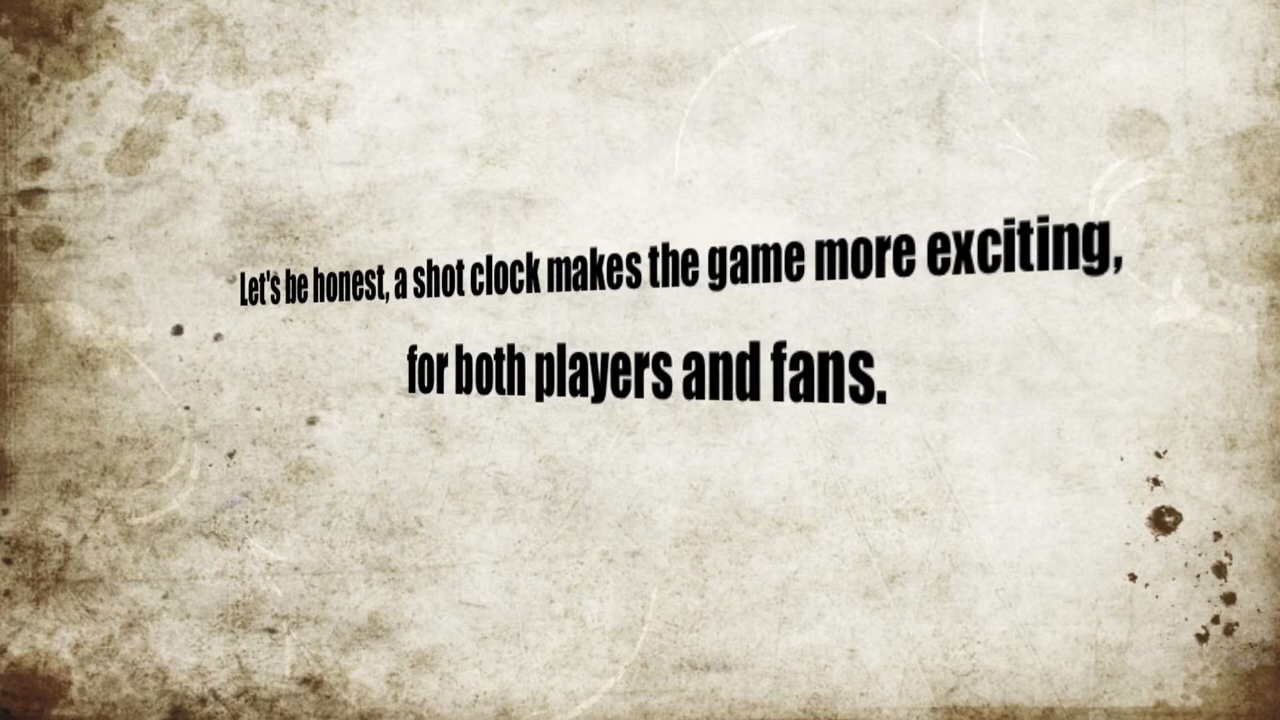 Let's be honest, a shot clock makes the game more exciting,
for both players and fans.